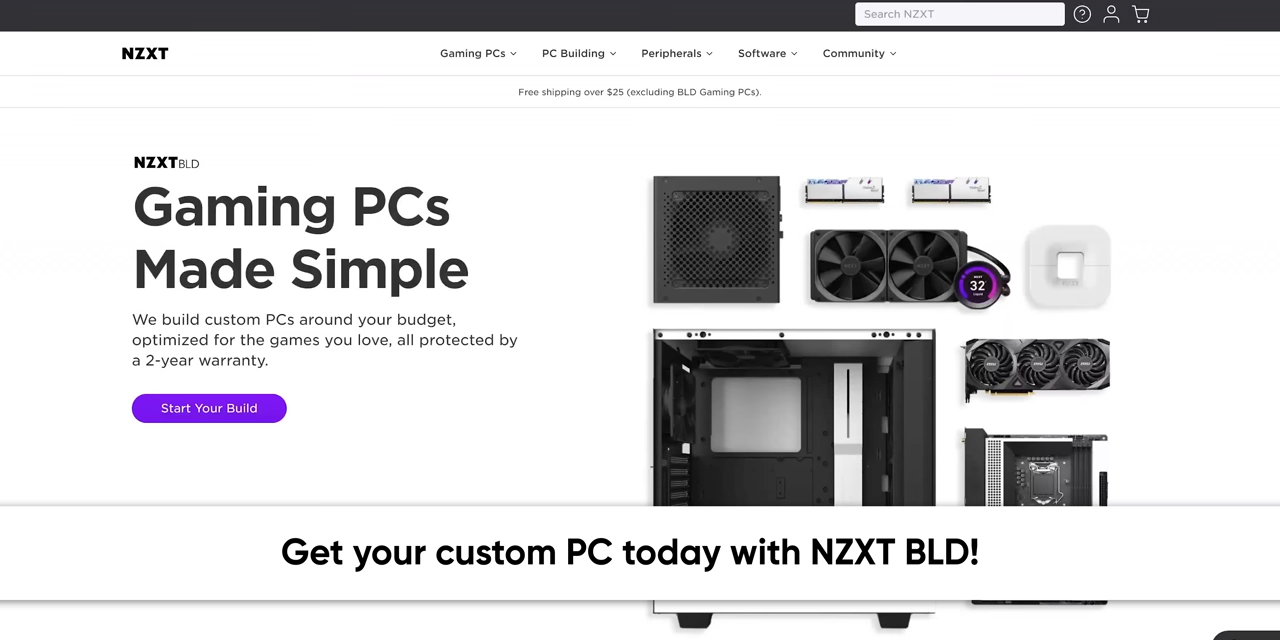 Search NZXT
NZXT
Gaming PCs
PC Building
Peripherals
Software
Community
Free shipping over $25 (excluding BLD Gaming PCs).
NZXTBLD
Gaming PCs
Made Simple
We build custom PCs around your budget,
optimized for the games you love, all protected by
a 2-year warranty.
Start Your Build
NZXT
32
Liquid
Get your custom PC today with NZXT BLD!